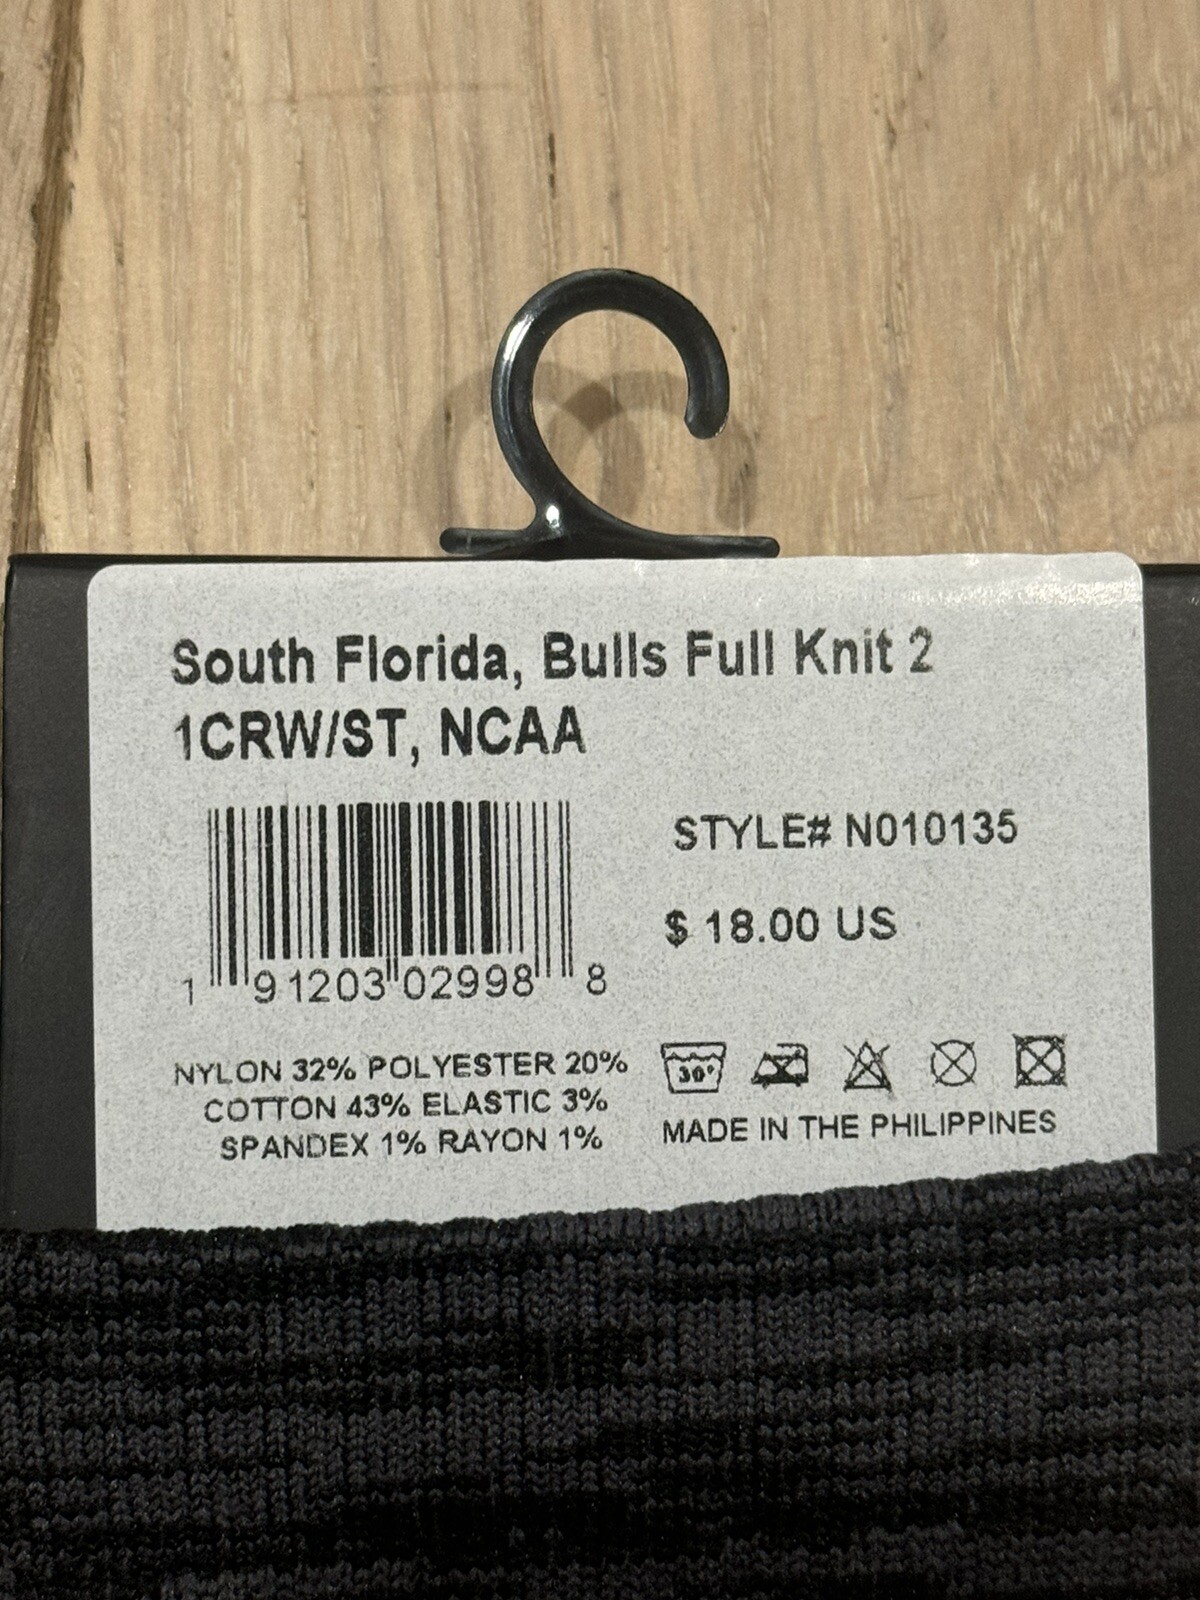 South Florida, Bulls Full Knit 2
1CRW/ST, NCAA
STYLE# N010135
$ 18.00 US
1 91203 02998 8
NYLON 32% POLYESTER 20%
COTTON 43% ELASTIC 3%
SPANDEX 1% RAYON 1%
30°
MADE IN THE PHILIPPINES